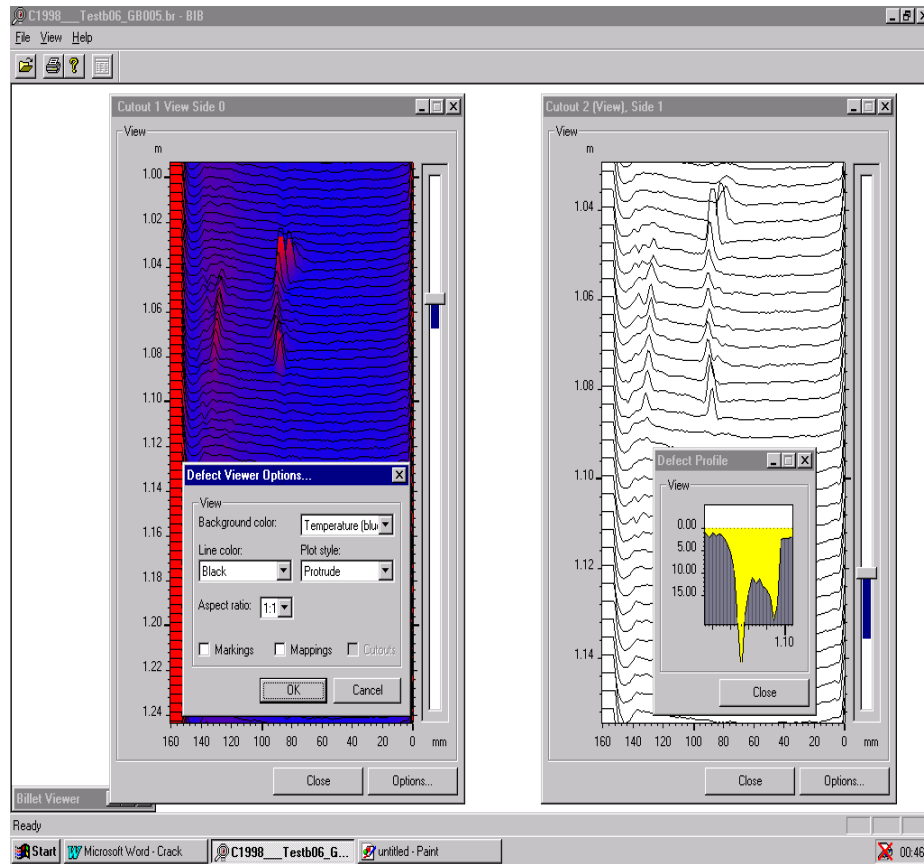 C1998___Testb06_GB005.br - BIB
File View Help
Cutout 1 View Side 0
View
m
1.00
1.02
1.04
1.06
1.08
1.10
1.12
1.14
1.16
1.18
1.20
1.22
1.24
160 140 120 100 80 60 40 20 0 mm
Close Options...
Defect Viewer Options...
View
Background color: Temperature (blu
Line color: Plot style:
Black Protrude
Aspect ratio: 1:1
Markings Mappings Cutouts
OK Cancel
Cutout 2 (View), Side 1
View
m
1.04
1.06
1.08
1.10
1.12
1.14
160 140 120 100 80 60 40 20 0 mm
Close Options...
Defect Profile
View
0.00
5.00
10.00
15.00
1.10
Close
Billet Viewer
Ready
Start Microsoft Word - Crack C1998___Testb06_G... untitled - Paint 00:46